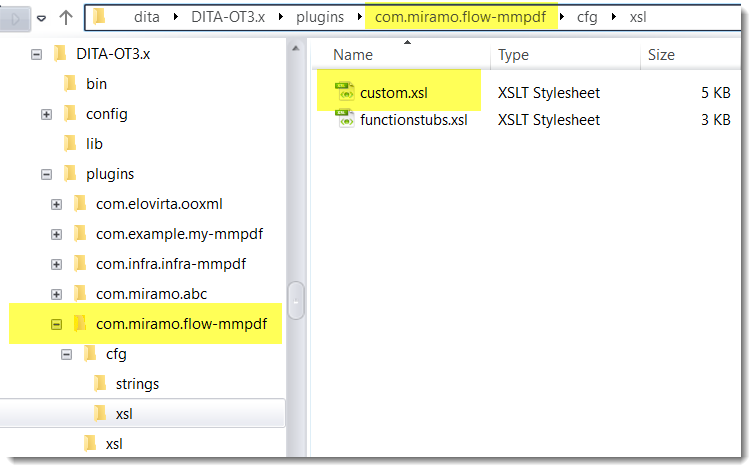 dita DITA-OT3.x plugins com.miramo.flow-mmpdf cfg xsl
DITA-OT3.x
bin
config
lib
plugins
com.elovirta.ooxml
com.example.my-mmpdf
com.infra.infra-mmpdf
com.miramo.abc
com.miramo.flow-mmpdf
cfg
strings
xsl
xsl
Name Type Size
custom.xsl XSLT Stylesheet 5 KB
functionstubs.xsl XSLT Stylesheet 3 KB